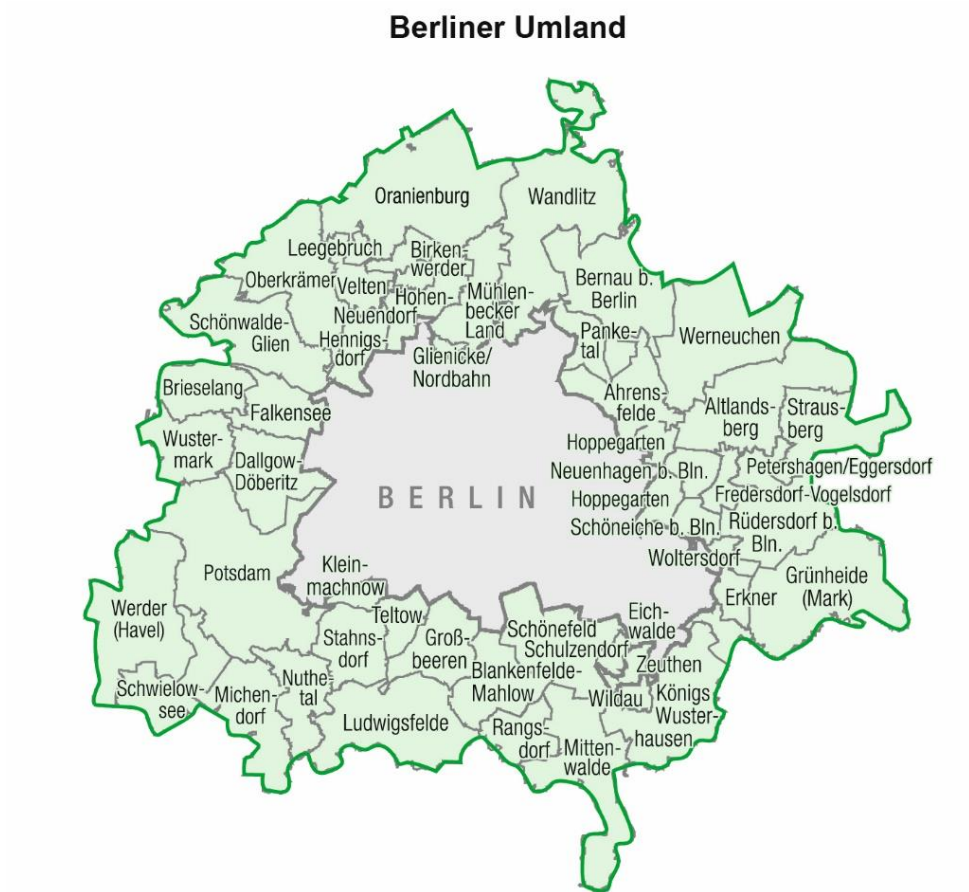 Berliner Umland
Oranienburg
Wandlitz
Leegebruch
Birken-
werder
Oberkrämer
Velten
Hohen-
Neuendorf
Mühlen-
becker
Land
Bernau b.
Berlin
Schönwalde-
Glien
Hennigs-
dorf
Glienicke/
Nordbahn
Panke-
tal
Werneuchen
Brieselang
Falkensee
Ahrens-
felde
Altlands-
berg
Straus-
berg
Wuster-
mark
Dallgow-
Döberitz
Hoppegarten
Neuenhagen b. Bln.
Petershagen/Eggersdorf
BERLIN
Hoppegarten
Fredersdorf-Vogelsdorf
Schöneiche b. Bln.
Rüdersdorf b.
Bln.
Woltersdorf
Potsdam
Klein-
machnow
Grünheide
(Mark)
Erkner
Werder
(Havel)
Teltow
Stahns-
dorf
Groß-
beeren
Schönefeld
Schulzendorf
Eich-
walde
Zeuthen
Blankenfelde-
Mahlow
Wildau
Königs
Wuster-
hausen
Schwielow-
see
Michen-
dorf
Nuthe-
tal
Ludwigsfelde
Rangs-
dorf
Mitten-
walde